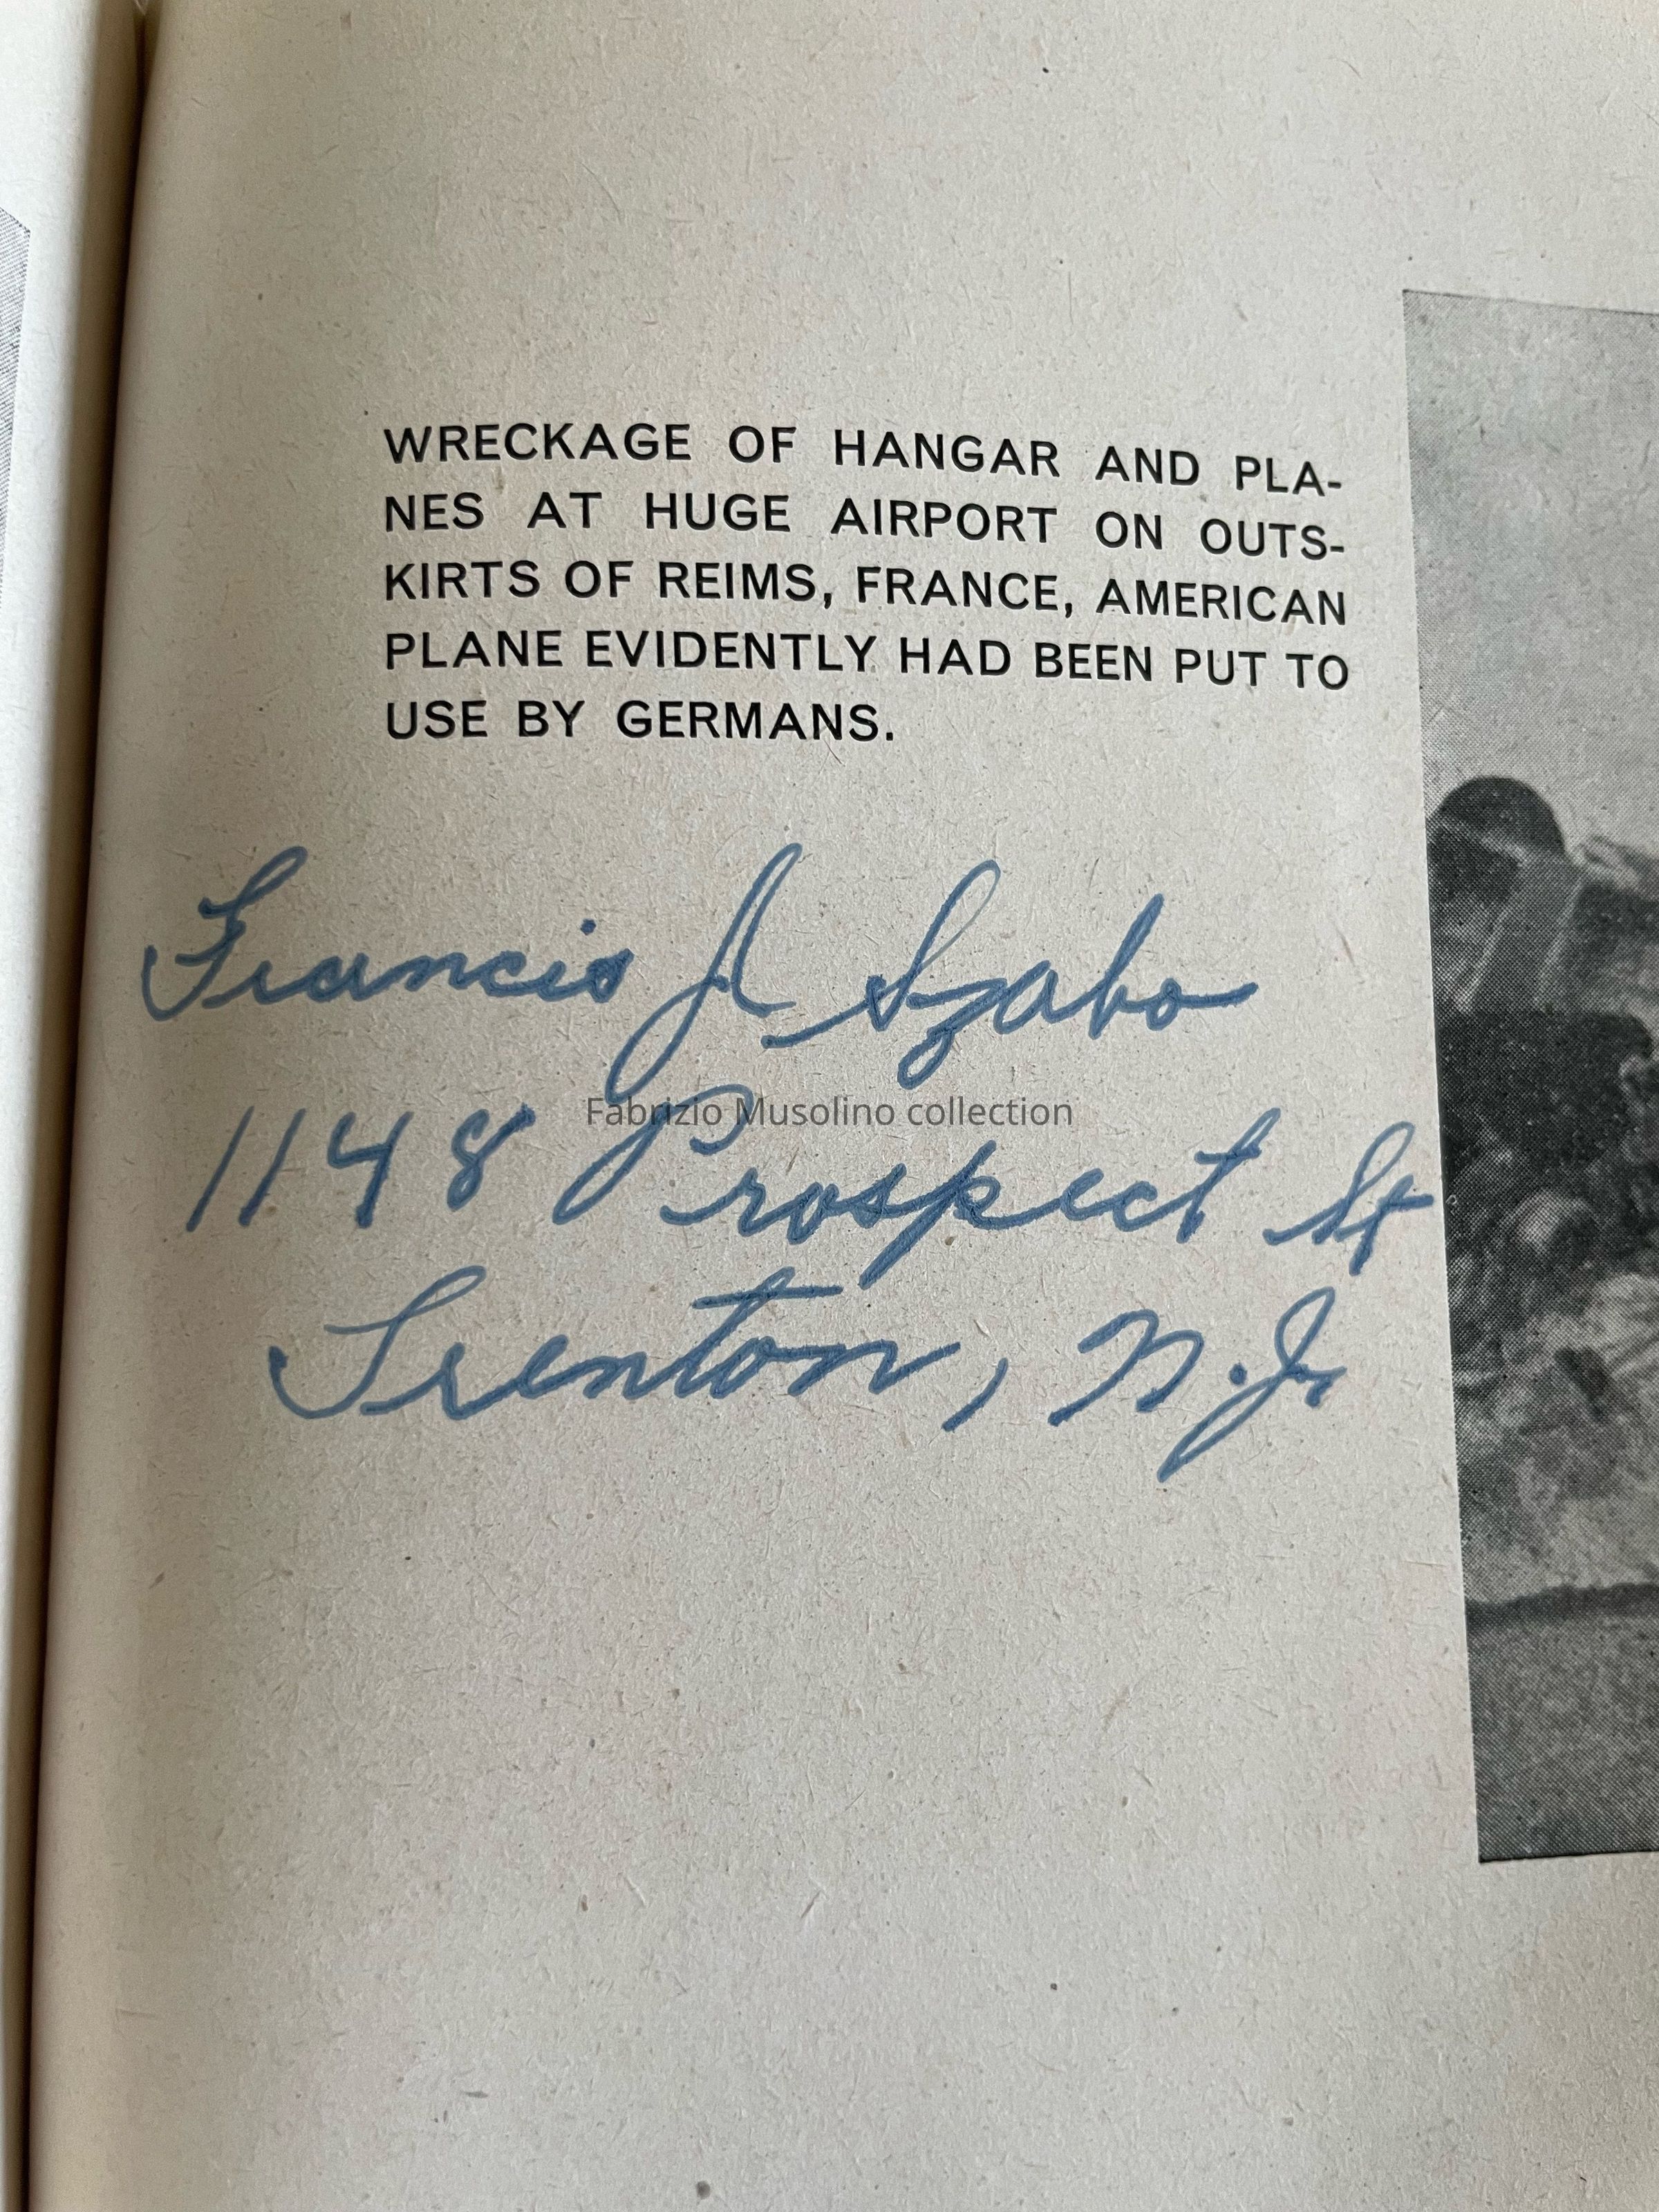 WRECKAGE OF HANGAR AND PLA-
NES AT HUGE AIRPORT ON OUTS-
KIRTS OF REIMS, FRANCE, AMERICAN
PLANE EVIDENTLY HAD BEEN PUT TO
USE BY GERMANS.
Francis J Szabo
Fabrizio Musolino collection
1148 Prospect St
Trenton, N.J.